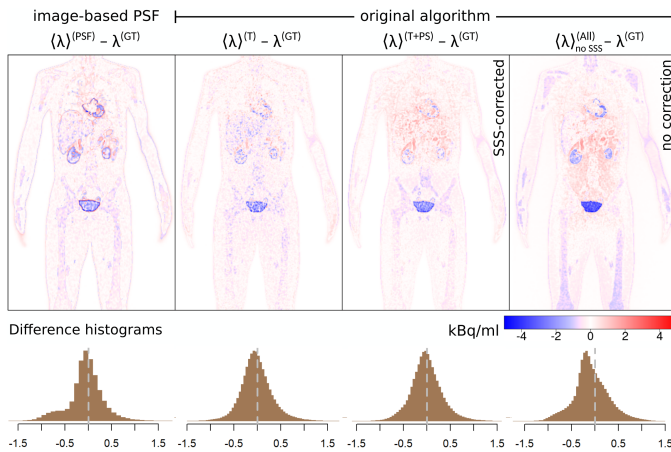 image-based PSF
original algorithm
⟨λ⟩^(PSF) – λ^(GT)
⟨λ⟩^(T) – λ^(GT)
⟨λ⟩^(T+PS) – λ^(GT)
⟨λ⟩^(All)_no SSS – λ^(GT)
SSS-corrected
no correction
Difference histograms
kBq/ml
-4 -2 0 2 4
-1.5 -0.5 0.5 1.5
-1.5 -0.5 0.5 1.5
-1.5 -0.5 0.5 1.5
-1.5 -0.5 0.5 1.5